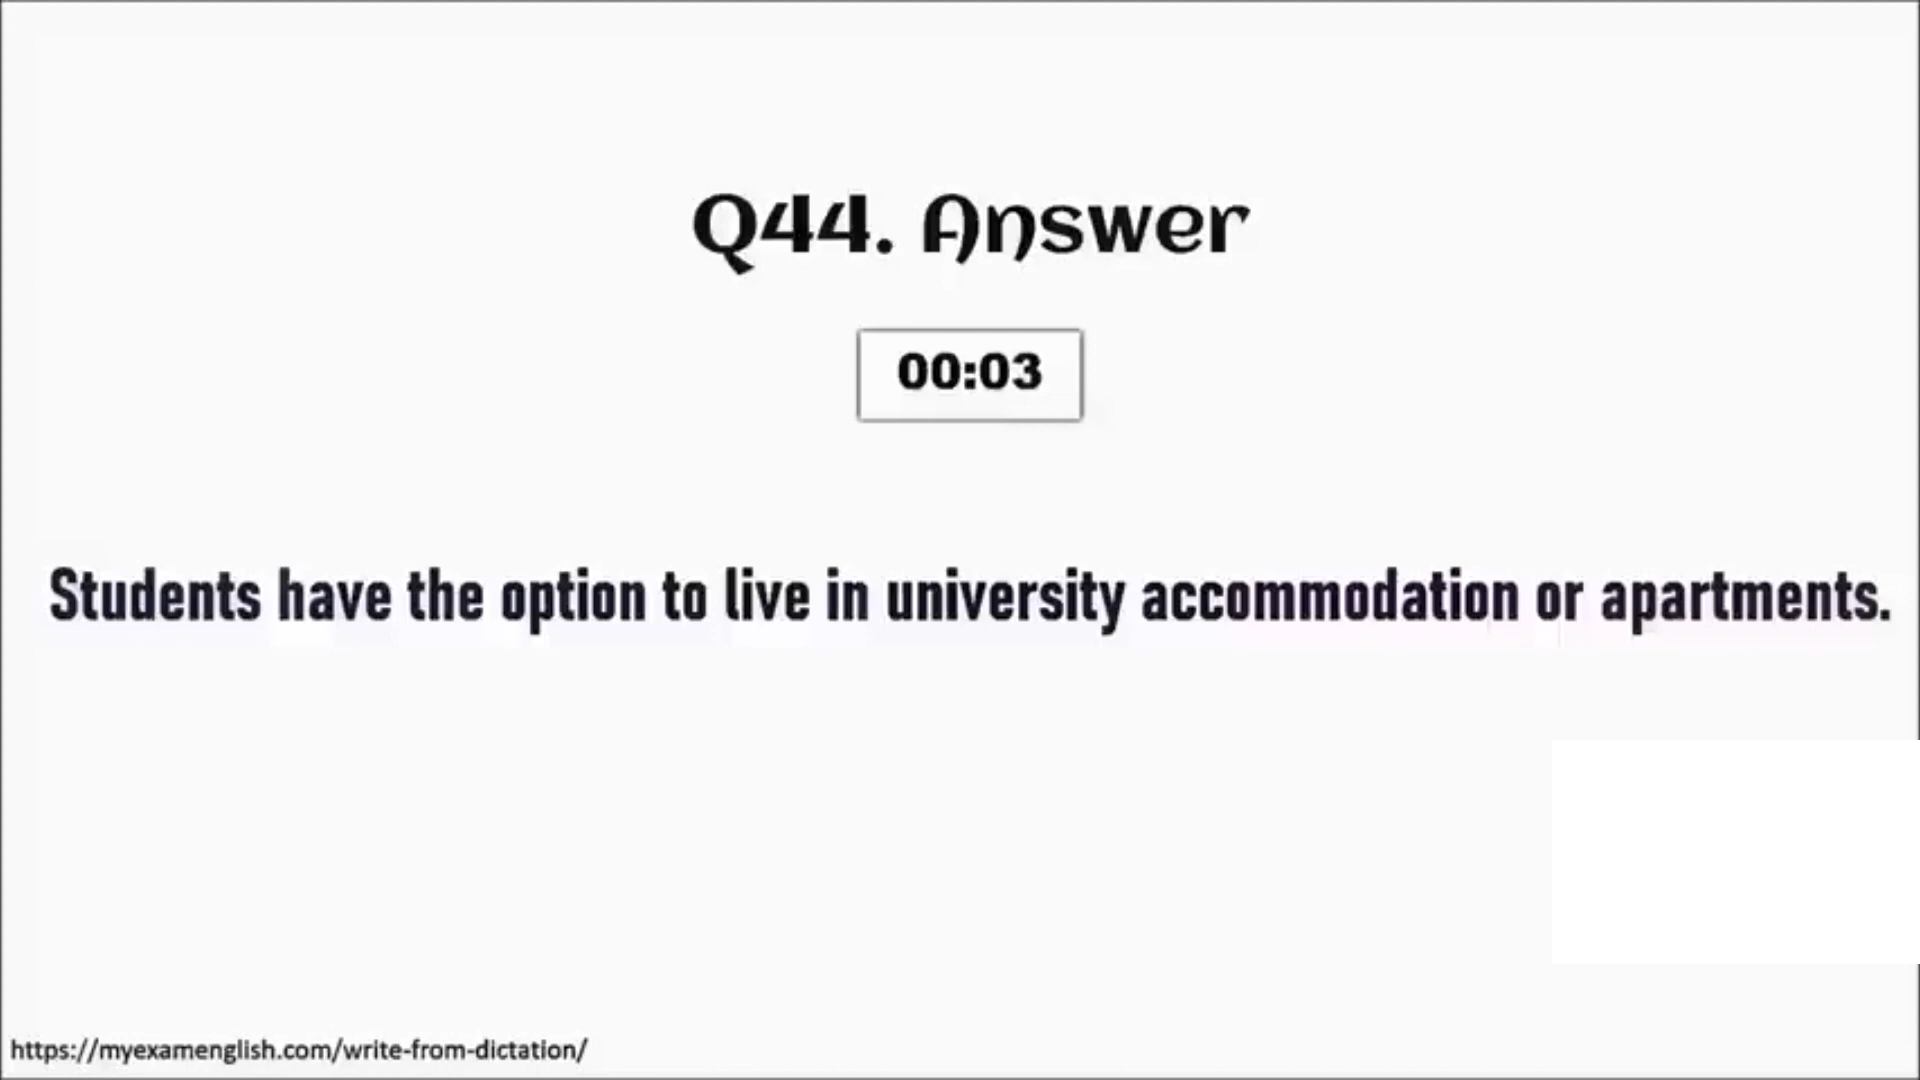 Q44. Answer
00:03
Students have the option to live in university accommodation or apartments.
https://myexamenglish.com/write-from-dictation/